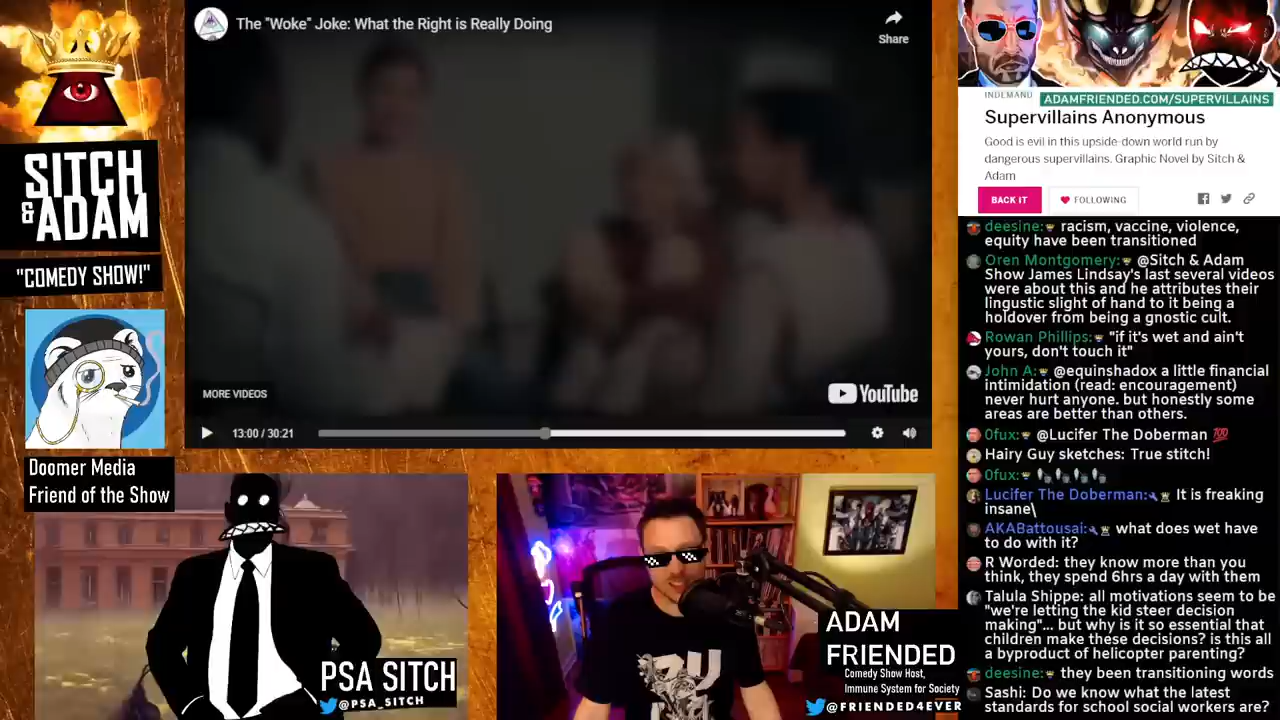 The "Woke" Joke: What the Right is Really Doing
Share
MORE VIDEOS
YouTube
13:00 / 30:21
SITCH
& ADAM
"COMEDY SHOW!"
Doomer Media
Friend of the Show
PSA SITCH
@PSA_SITCH
ADAM
FRIENDED
Comedy Show Host,
Immune System for Society
@FRIENDED4EVER
INDEMAND
ADAMFRIENDED.COM/SUPERVILLAINS
Supervillains Anonymous
Good is evil in this upside-down world run by
dangerous supervillains. Graphic Novel by Sitch &
Adam
BACK IT
FOLLOWING
deesine: racism, vaccine, violence,
equity have been transitioned
Oren Montgomery: @Sitch & Adam
Show James Lindsay's last several videos
were about this and he attributes their
lingustic slight of hand to it being a
holdover from being a gnostic cult.
Rowan Phillips: "if it's wet and ain't
yours, don't touch it"
John A: @equinshadox a little financial
intimidation (read: encouragement)
never hurt anyone. but honestly some
areas are better than others.
0fux: @Lucifer The Doberman 💯
Hairy Guy sketches: True stitch!
0fux:
Lucifer The Doberman: It is freaking
insane\
AKABattousai: what does wet have
to do with it?
R Worded: they know more than you
think, they spend 6hrs a day with them
Talula Shippe: all motivations seem to be
"we're letting the kid steer decision
making"... but why is it so essential that
children make these decisions? is this all
a byproduct of helicopter parenting?
deesine: they been transitioning words
Sashi: Do we know what the latest
standards for school social workers are?